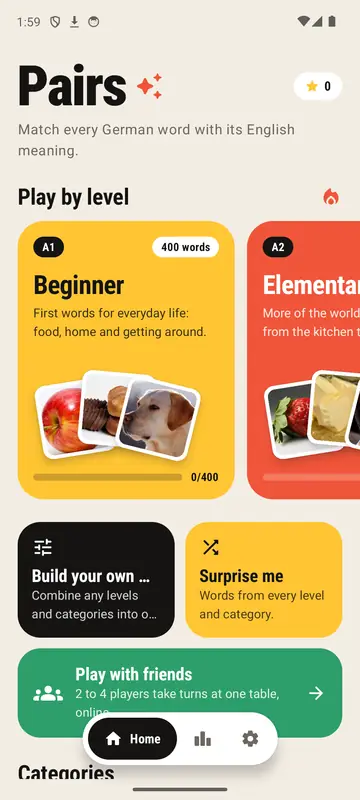 1:59
Pairs
0
Match every German word with its English
meaning.
Play by level
A1
400 words
Beginner
First words for everyday life:
food, home and getting around.
0/400
A2
Elementar
More of the world
from the kitchen t
Build your own ...
Combine any levels
and categories into o...
Surprise me
Words from every level
and category.
Play with friends
2 to 4 players take turns at one table,
online
Home
Categories